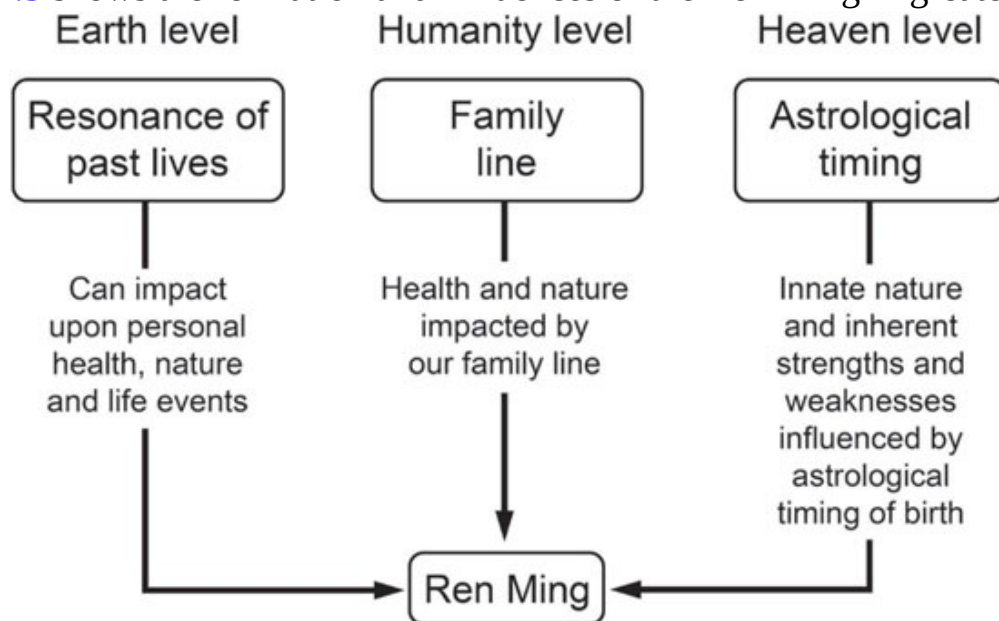 shows the
Earth level
Humanity level
Heaven level
Resonance of
past lives
Family
line
Astrological
timing
Can impact
upon personal
health, nature
and life events
Health and nature
impacted by
our family line
Innate nature
and inherent
strengths and
weaknesses
influenced by
astrological
timing of birth
Ren Ming